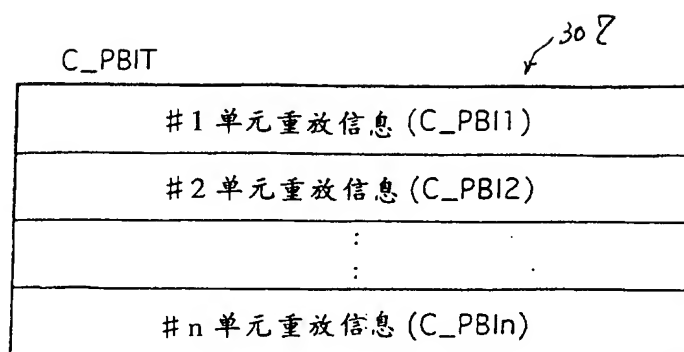 307
C_PBIT
#1 单元重放信息 (C_PBI1)
#2 单元重放信息 (C_PBI2)
:
:
#n 单元重放信息 (C_PBIn)